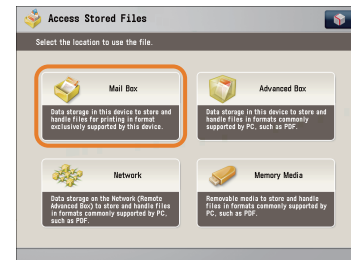 Access Stored Files
Select the location to use the file.
Mail Box
Data storage in this device to store and
handle files for printing in format
exclusively supported by this device.
Advanced Box
Data storage in this device to store and
handle files in formats commonly
supported by PC, such as PDF.
Network
Data storage on the Network (Remote
Advanced Box) to store and handle files
in formats commonly supported by PC,
such as PDF.
Memory Media
Removable media to store and handle
files in formats commonly supported by
PC, such as PDF.